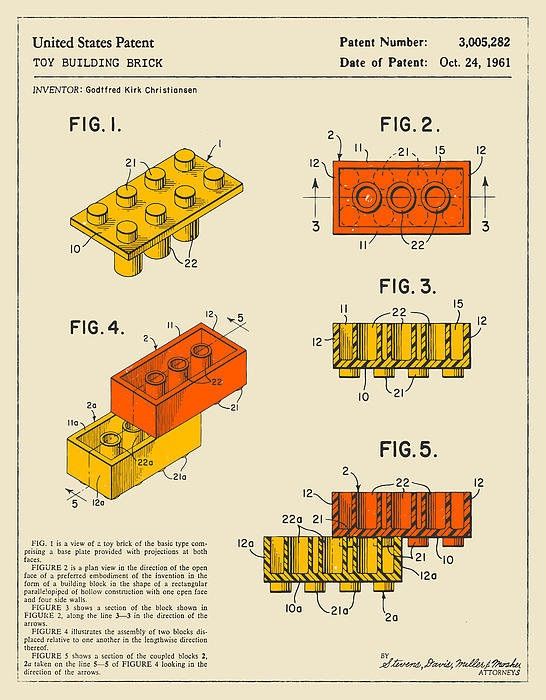 United States Patent
TOY BUILDING BRICK
Patent Number: 3,005,282
Date of Patent: Oct. 24, 1961
INVENTOR: Godtfred Kirk Christiansen
FIG. 1.
21
1
10
22
FIG. 2.
2
11
21
15
12
12
3
3
11
22
FIG. 3.
11
22
15
12
12
10
21
FIG. 4.
2
11
12
5
22
21
2a
11a
22a
21a
12a
5
FIG. 5.
2
12
22
12
22a
21
12a
21
10
12a
10a
21a
2a
FIG. 1 is a view of a toy brick of the basic type com-
prising a base plate provided with projections at both
faces.
FIGURE 2 is a plan view in the direction of the open
face of a preferred embodiment of the invention in the
form of a building block in the shape of a rectangular
parallelopiped of hollow construction with one open face
and four side walls.
FIGURE 3 shows a section of the block shown in
FIGURE 2, along the line 3—3 in the direction of the
arrows.
FIGURE 4 illustrates the assembly of two blocks dis-
placed relative to one another in the lengthwise direction
thereof.
FIGURE 5 shows a section of the coupled blocks 2,
2a taken on the line 5—5 of FIGURE 4 looking in the
direction of the arrows.
BY Stevens, Davis, Miller & Mosher
ATTORNEYS